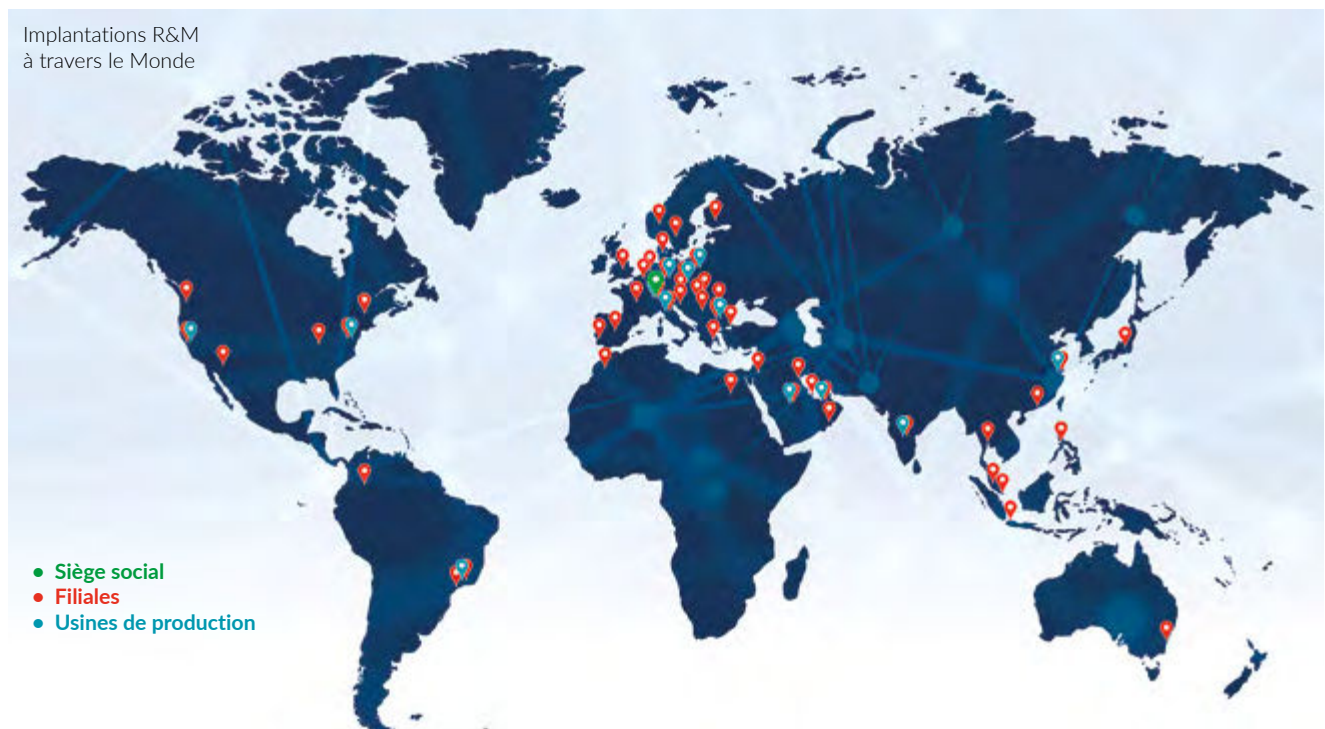 Implantations R&M
à travers le Monde
● Siège social
● Filiales
● Usines de production